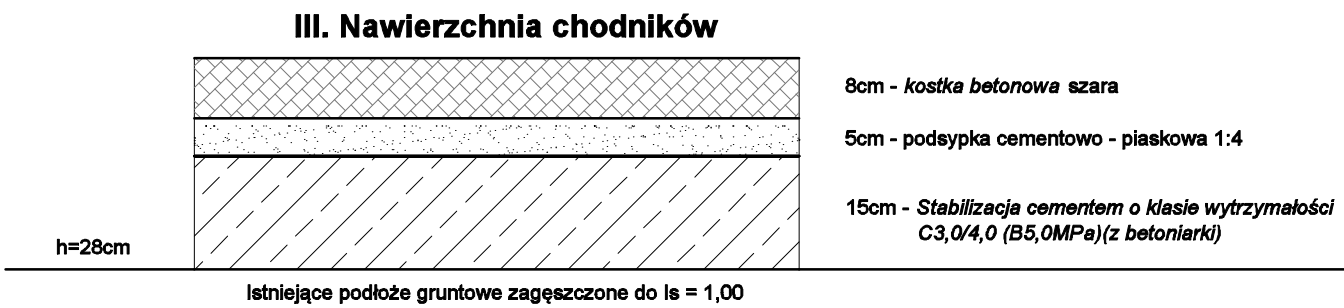 III. Nawierzchnia chodników
8cm - kostka betonowa szara
5cm - podsypka cementowo - piaskowa 1:4
15cm - Stabilizacja cementem o klasie wytrzymałości
C3,0/4,0 (B5,0MPa)(z betoniarki)
h=28cm
Istniejące podłoże gruntowe zagęszczone do Is = 1,00